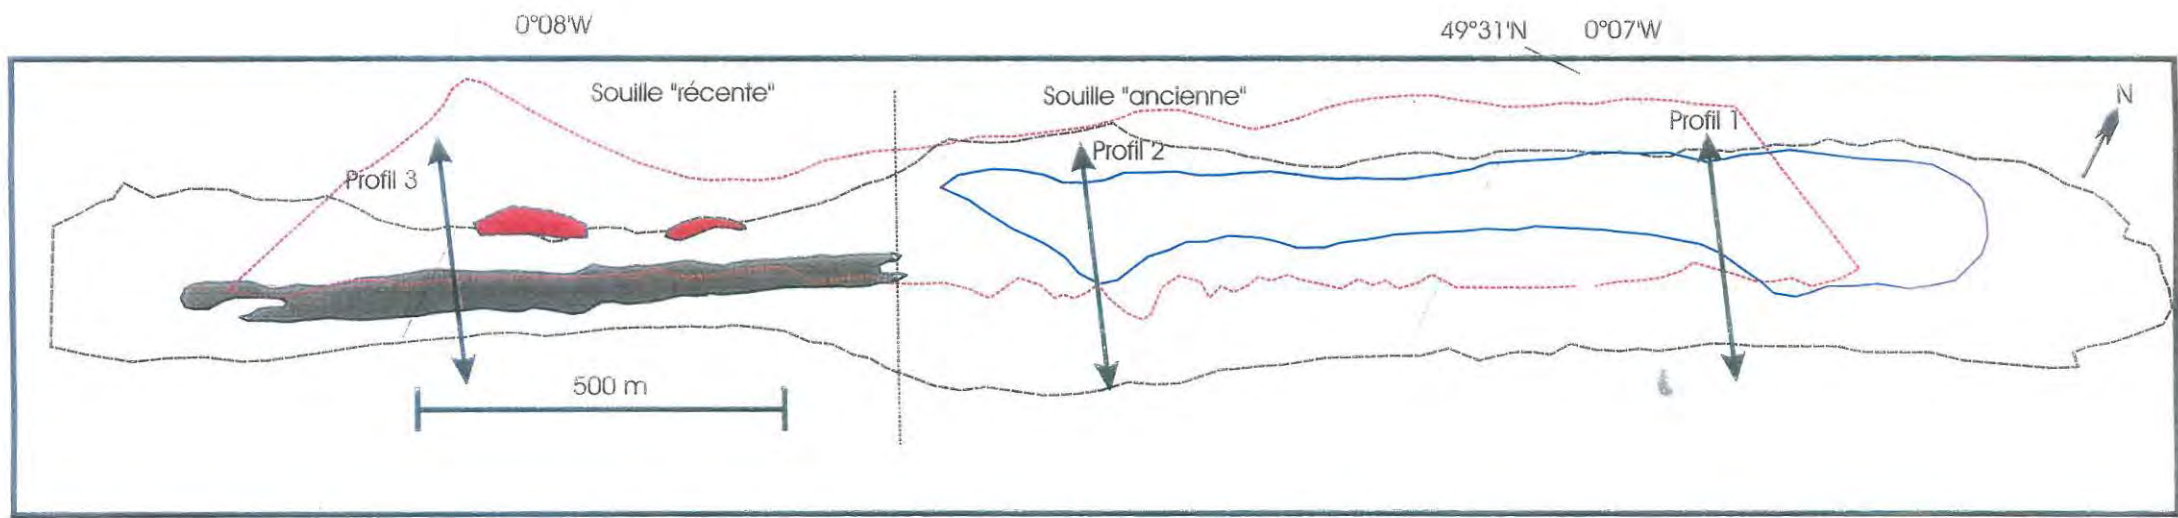 0°08'W
49°31'N 0°07'W
Souille "récente"
Souille "ancienne"
N
Profil 1
Profil 2
Profil 3
500 m